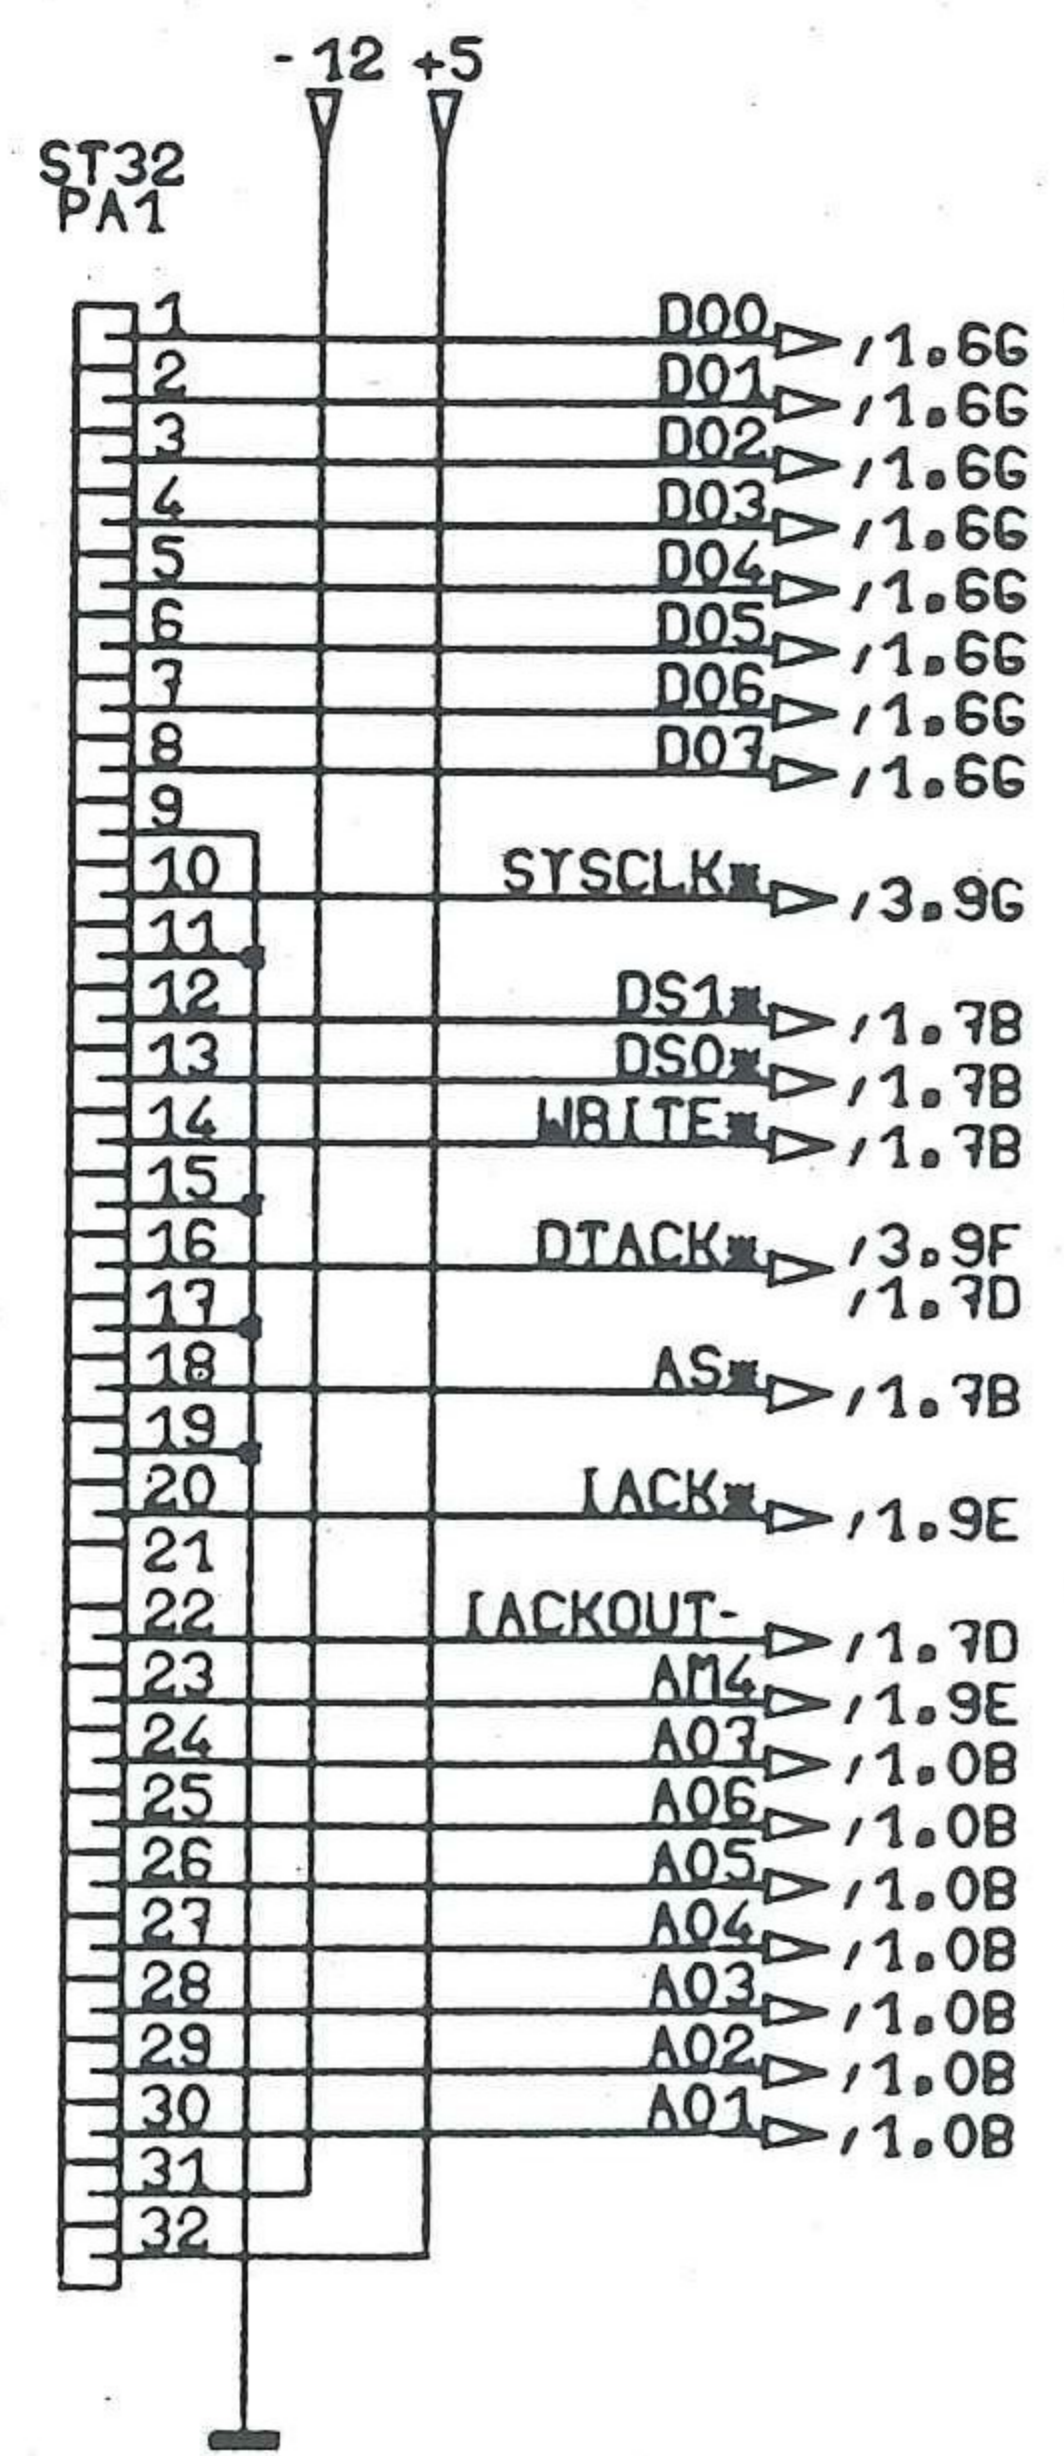 -12 +5
ST32
PA1
1 D00 /1.6G
2 D01 /1.6G
3 D02 /1.6G
4 D03 /1.6G
5 D04 /1.6G
6 D05 /1.6G
7 D06 /1.6G
8 D07 /1.6G
9
10 SYSCLK* /3.9G
11
12 DS1* /1.7B
13 DS0* /1.7B
14 WRITE* /1.7B
15
16 DTACK* /3.9F
/1.7D
17
18 AS* /1.7B
19
20 IACK* /1.9E
21
22 IACKOUT- /1.7D
23 AM4 /1.9E
24 A07 /1.0B
25 A06 /1.0B
26 A05 /1.0B
27 A04 /1.0B
28 A03 /1.0B
29 A02 /1.0B
30 A01 /1.0B
31
32